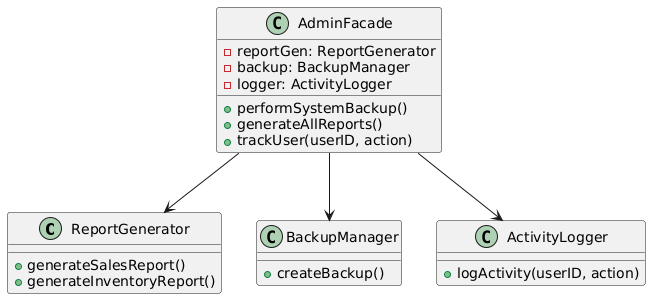 C AdminFacade
reportGen: ReportGenerator
backup: BackupManager
logger: ActivityLogger
performSystemBackup()
generateAllReports()
trackUser(userID, action)
C ReportGenerator
generateSalesReport()
generateInventoryReport()
C BackupManager
createBackup()
C ActivityLogger
logActivity(userID, action)